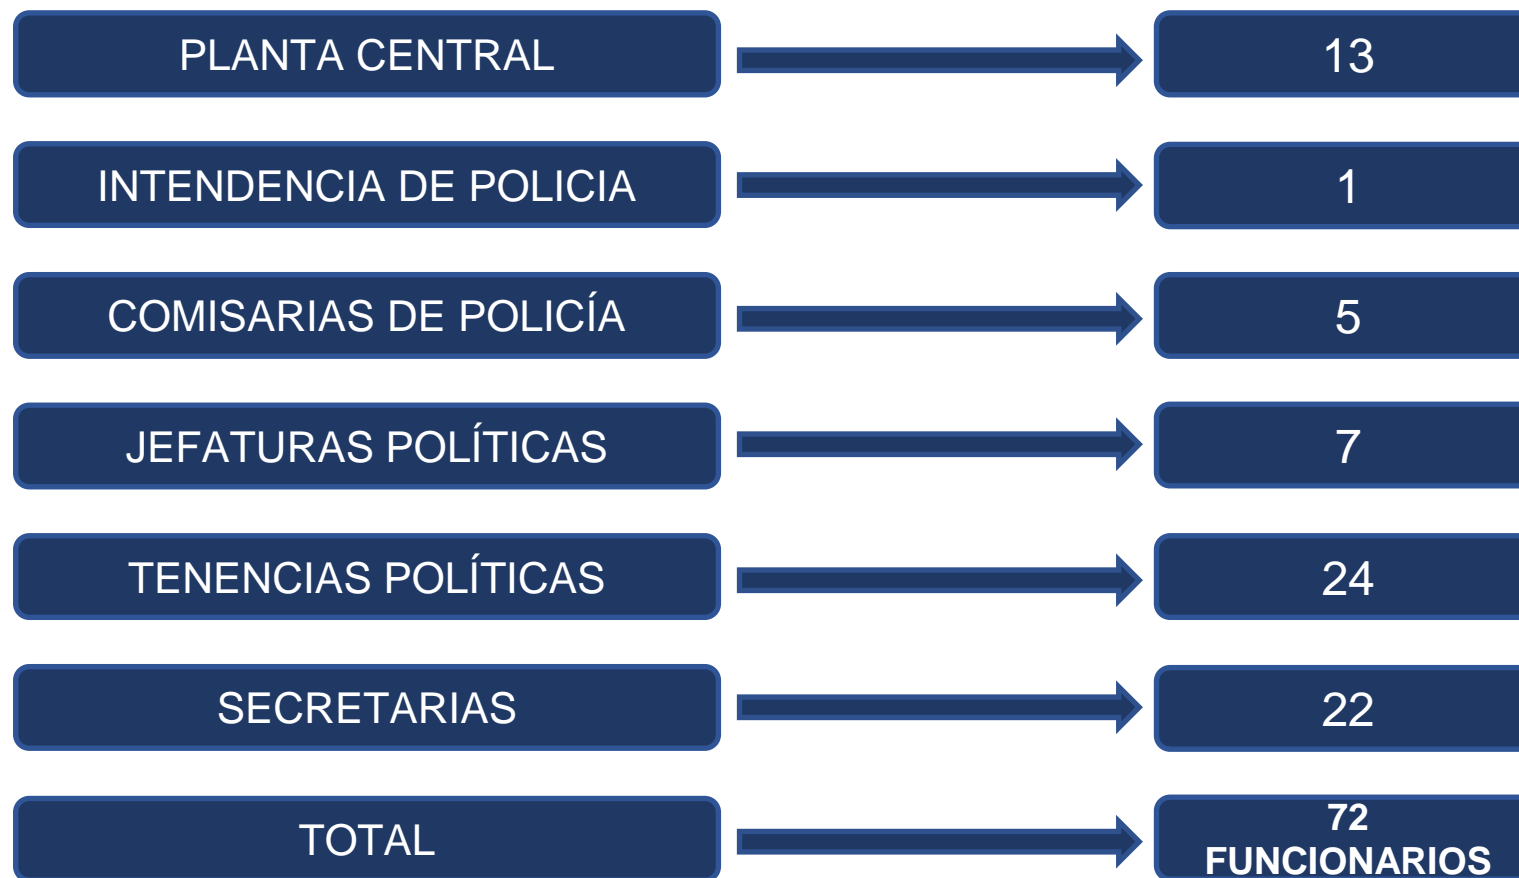 PLANTA CENTRAL
13
INTENDENCIA DE POLICIA
1
COMISARIAS DE POLICÍA
5
JEFATURAS POLÍTICAS
7
TENENCIAS POLÍTICAS
24
SECRETARIAS
22
TOTAL
72
FUNCIONARIOS